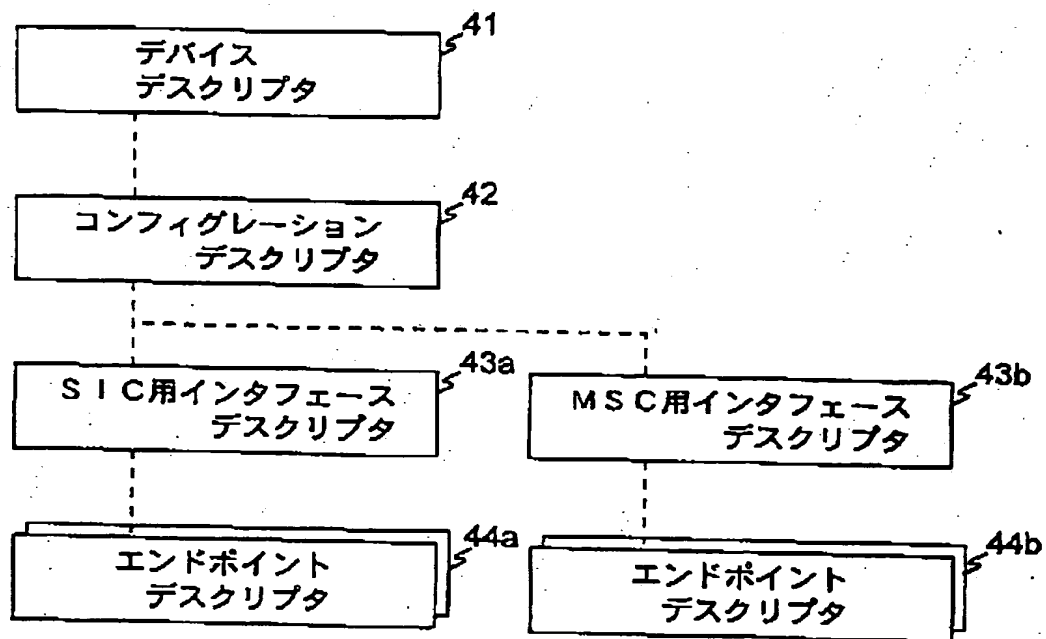 41
デバイス
デスクリプタ
42
コンフィグレーション
デスクリプタ
43a
SIC用インタフェース
デスクリプタ
43b
MSC用インタフェース
デスクリプタ
44a
エンドポイント
デスクリプタ
44b
エンドポイント
デスクリプタ